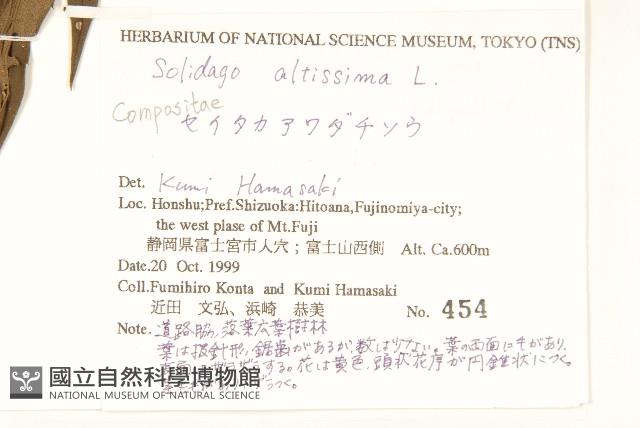 HERBARIUM OF NATIONAL SCIENCE MUSEUM, TOKYO (TNS)
Solidago altissima L.
Compositae
セイタカアワダチソウ
Det. Kumi Hamasaki
Loc. Honshu;Pref.Shizuoka:Hitoana,Fujinomiya-city;
the west plase of Mt.Fuji
静岡県富士宮市人穴；富士山西側 Alt. Ca.600m
Date.20 Oct. 1999
Coll.Fumihiro Konta and Kumi Hamasaki
近田 文弘、浜崎 恭美 No. 454
Note. 道路脇，落葉広葉樹林
葉は披針形，鋸歯があるが，数は少ない。葉の両面に毛があり，
する。花は黄色，頭状花序が円錐状につく。
國立自然科學博物館
NATIONAL MUSEUM OF NATURAL SCIENCE